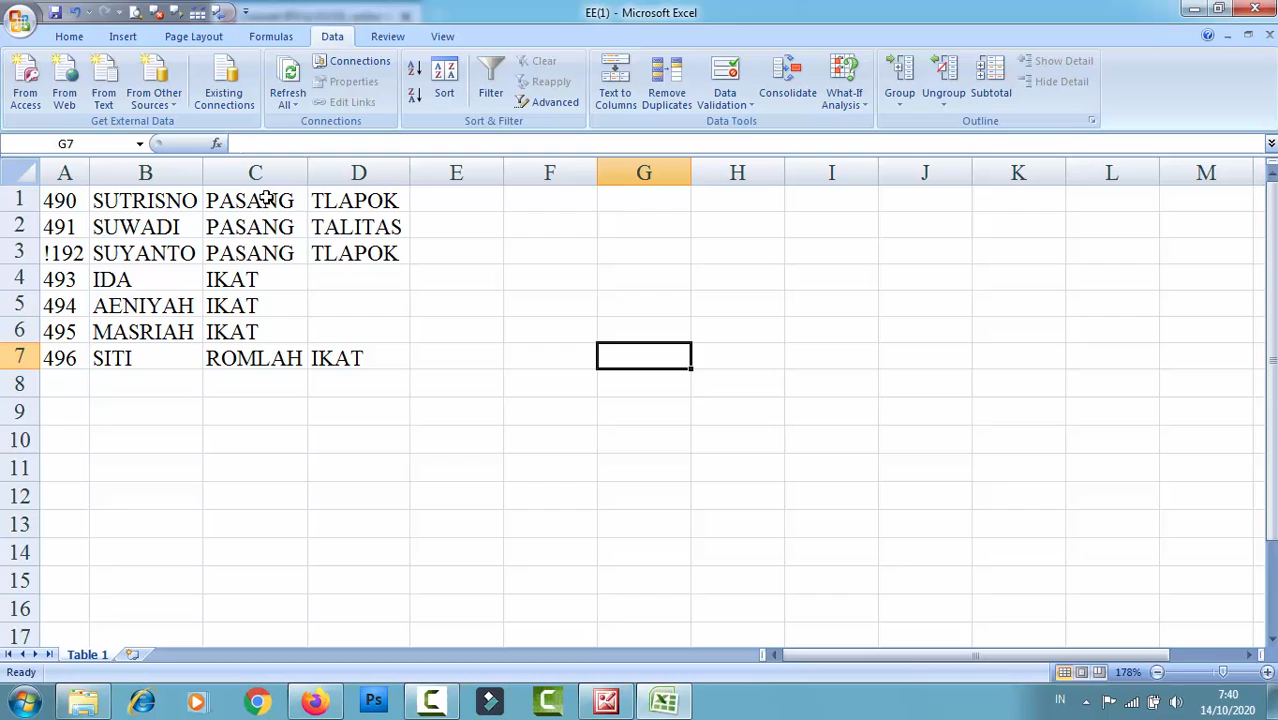 EE(1) - Microsoft Excel
Home Insert Page Layout Formulas Data Review View
From Access
From Web
From Text
From Other Sources
Existing Connections
Get External Data
Refresh All
Connections
Properties
Edit Links
Connections
Sort
Filter
Clear
Reapply
Advanced
Sort & Filter
Text to Columns
Remove Duplicates
Data Validation
Consolidate
What-If Analysis
Data Tools
Group
Ungroup
Subtotal
Show Detail
Hide Detail
Outline
G7 fx
A B C D E F G H I J K L M
1 490 SUTRISNO PASANG TLAPOK
2 491 SUWADI PASANG TALITAS
3 !192 SUYANTO PASANG TLAPOK
4 493 IDA IKAT
5 494 AENIYAH IKAT
6 495 MASRIAH IKAT
7 496 SITI ROMLAH IKAT
8
9
10
11
12
13
14
15
16
17
Table 1
Ready 178%
Ps IN 7:40
14/10/2020